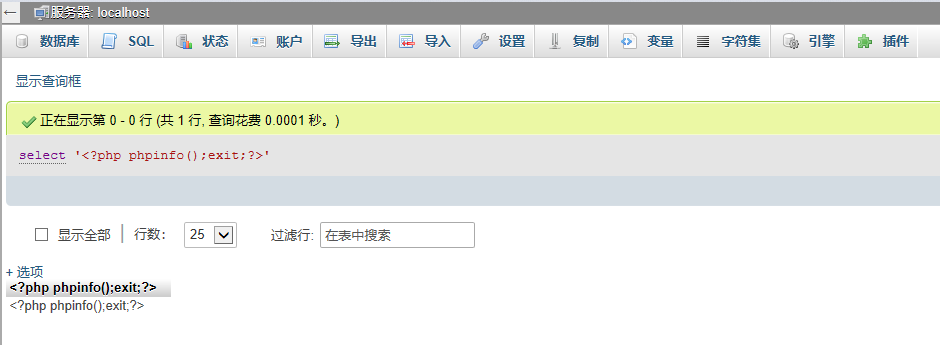 服务器: localhost
数据库 SQL 状态 账户 导出 导入 设置 复制 变量 字符集 引擎 插件
显示查询框
正在显示第 0 - 0 行 (共 1 行, 查询花费 0.0001 秒。)
select '<?php phpinfo();exit;?>'
显示全部 行数: 25 过滤行: 在表中搜索
+ 选项
<?php phpinfo();exit;?>
<?php phpinfo();exit;?>